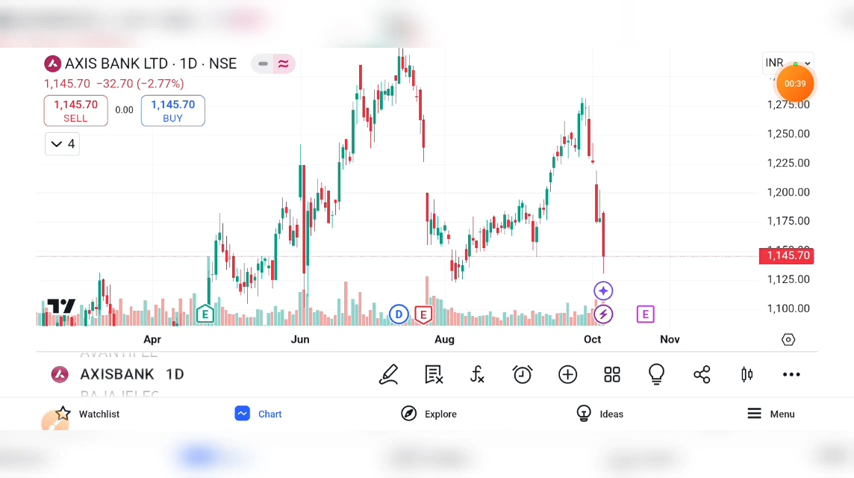 AXIS BANK LTD · 1D · NSE
INR
00:39
1,145.70 −32.70 (−2.77%)
1,145.70
SELL
0.00
1,145.70
BUY
4
1,275.00
1,250.00
1,225.00
1,200.00
1,175.00
1,145.70
1,125.00
1,100.00
E
D
E
E
Apr
Jun
Aug
Oct
Nov
AXISBANK 1D
Watchlist
Chart
Explore
Ideas
Menu